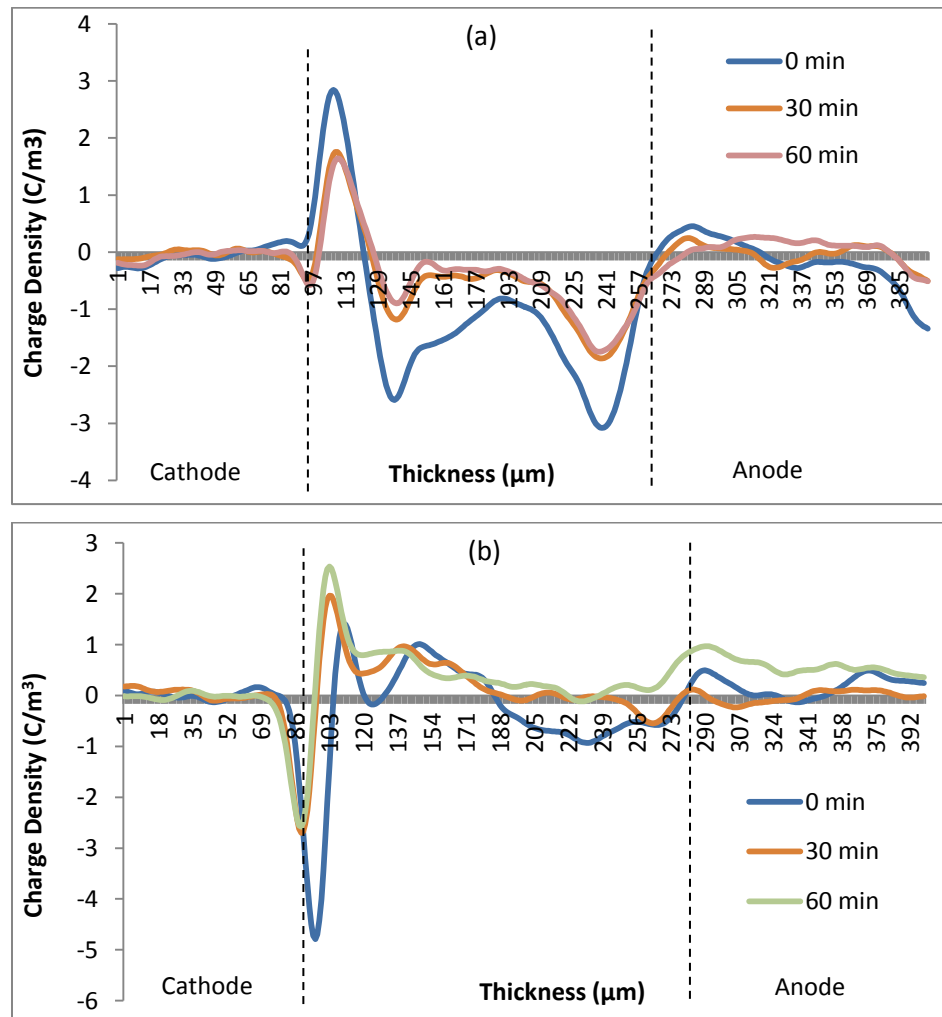 (a)
4
3
2
1
0
-1
-2
-3
-4
Charge Density (C/m3)
0 min
30 min
60 min
1 17 33 49 65 81 97 113 129 145 161 177 193 209 225 241 257 273 289 305 321 337 353 369 385
Cathode
Thickness (µm)
Anode
(b)
3
2
1
0
-1
-2
-3
-4
-5
-6
Charge Density (C/m³)
1 18 35 52 69 86 103 120 137 154 171 188 205 222 239 256 273 290 307 324 341 358 375 392
0 min
30 min
60 min
Cathode
Thickness (µm)
Anode